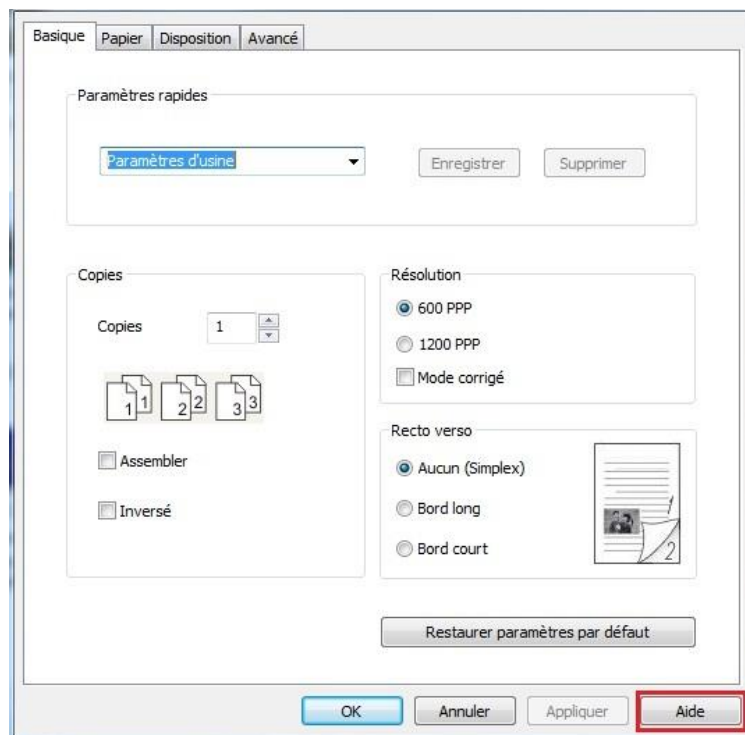 Basique Papier Disposition Avancé
Paramètres rapides
Paramètres d'usine Enregistrer Supprimer
Copies
Copies 1
1 1 2 2 3 3
Assembler
Inversé
Résolution
600 PPP
1200 PPP
Mode corrigé
Recto verso
Aucun (Simplex)
Bord long
Bord court
1
2
Restaurer paramètres par défaut
OK Annuler Appliquer Aide